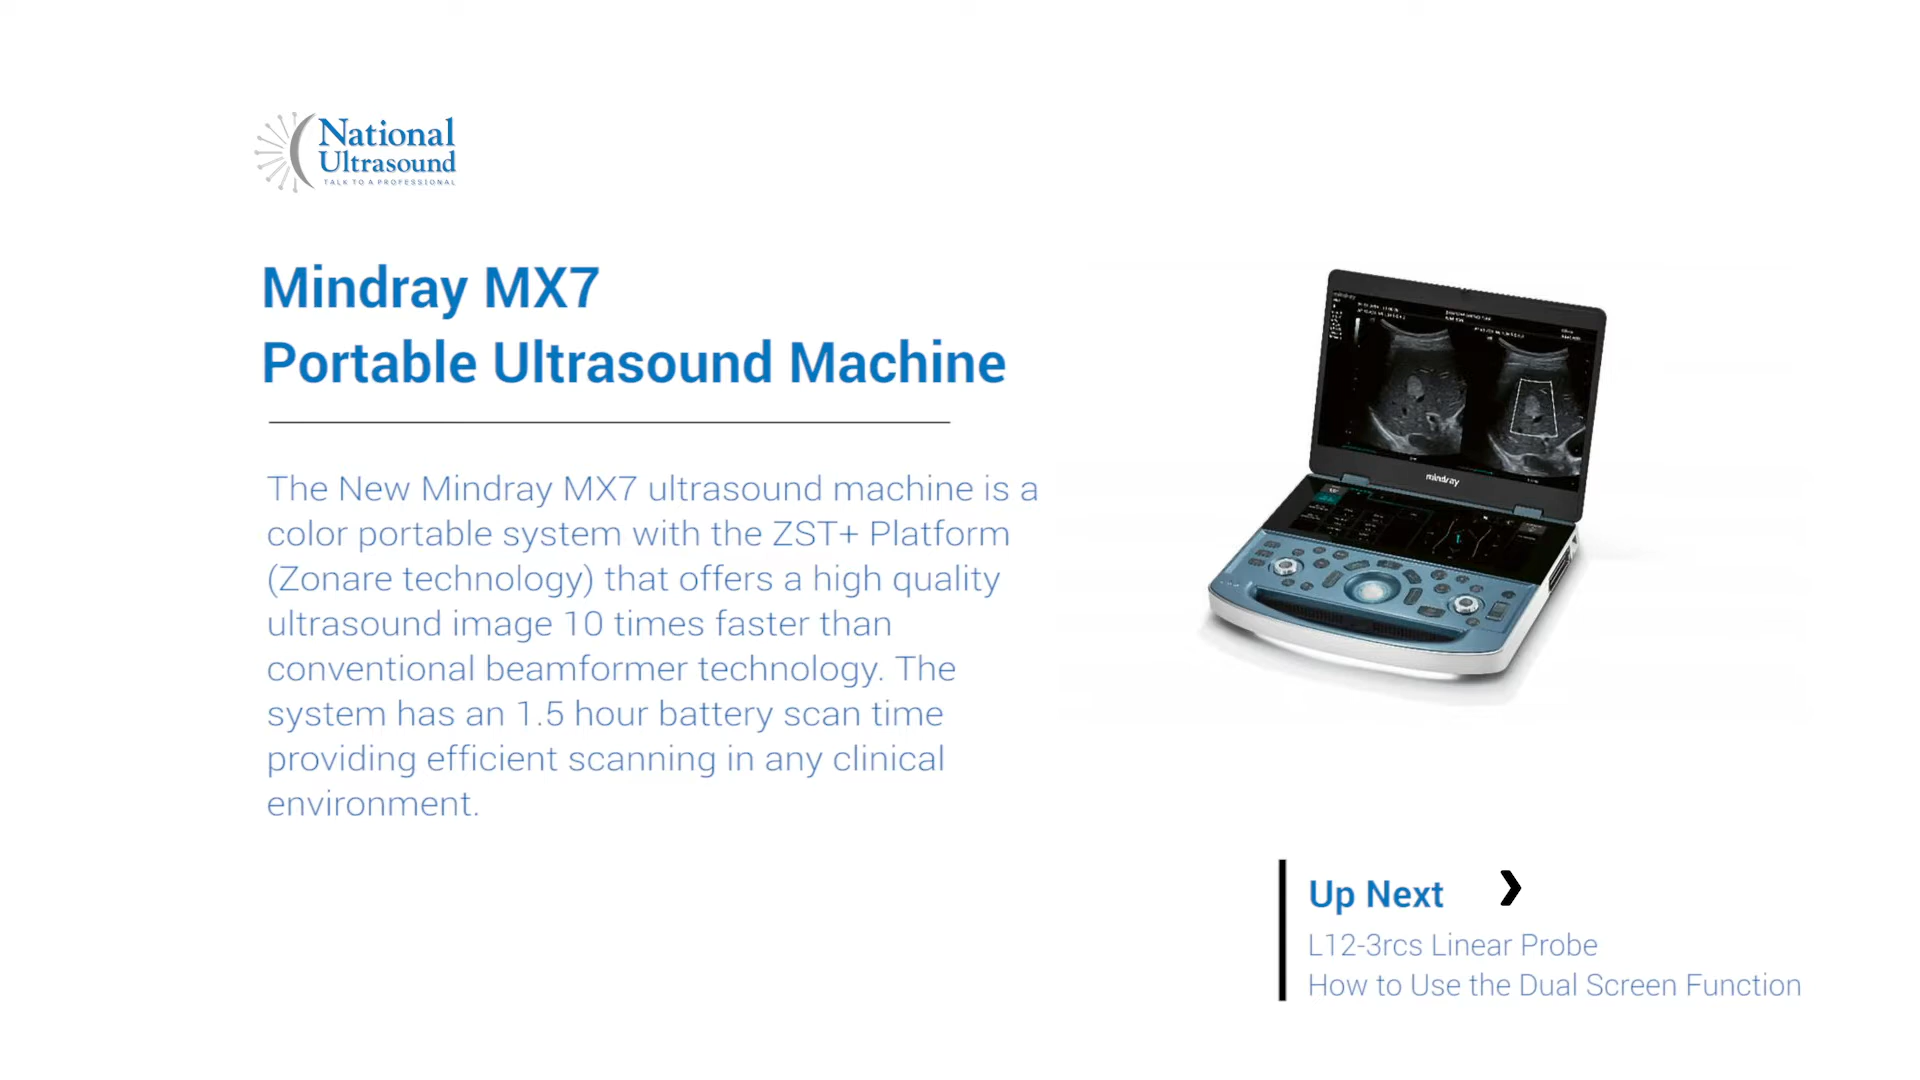 National
Ultrasound
TALK TO A PROFESSIONAL
Mindray MX7
Portable Ultrasound Machine
The New Mindray MX7 ultrasound machine is a
color portable system with the ZST+ Platform
(Zonare technology) that offers a high quality
ultrasound image 10 times faster than
conventional beamformer technology. The
system has an 1.5 hour battery scan time
providing efficient scanning in any clinical
environment.
mindray
Up Next
L12-3rcs Linear Probe
How to Use the Dual Screen Function